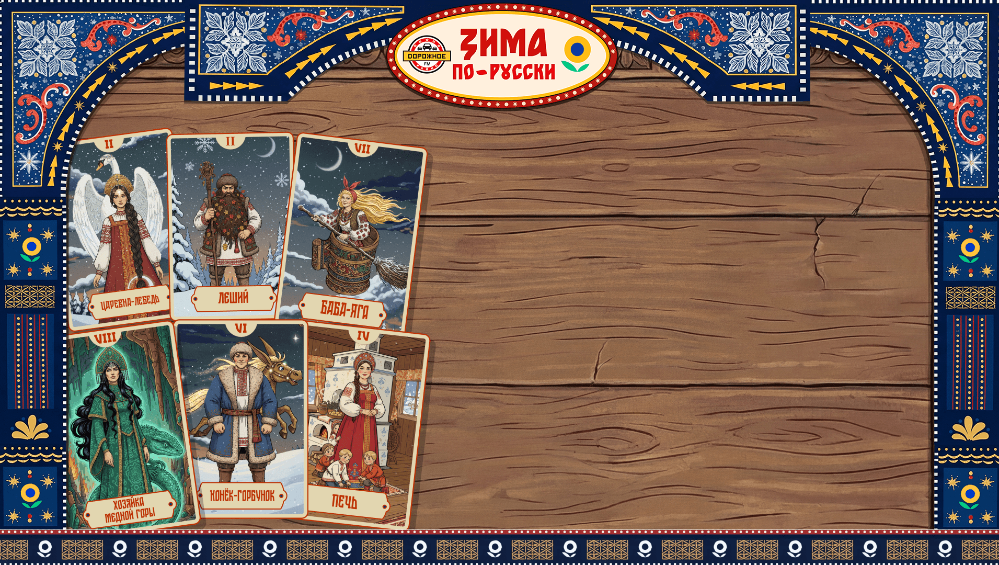 ДОРОЖНОЕ
FM
РАДИО
ЗИМА
ПО-РУССКИ
II
ЦАРЕВНА-ЛЕБЕДЬ
II
ЛЕШИЙ
VII
БАБА-ЯГА
VIII
ХОЗЯЙКА
МЕДНОЙ ГОРЫ
VI
КОНЁК-ГОРБУНОК
IV
ПЕЧЬ